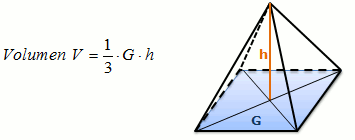 Volumen V = 1/3 · G · h
h
G